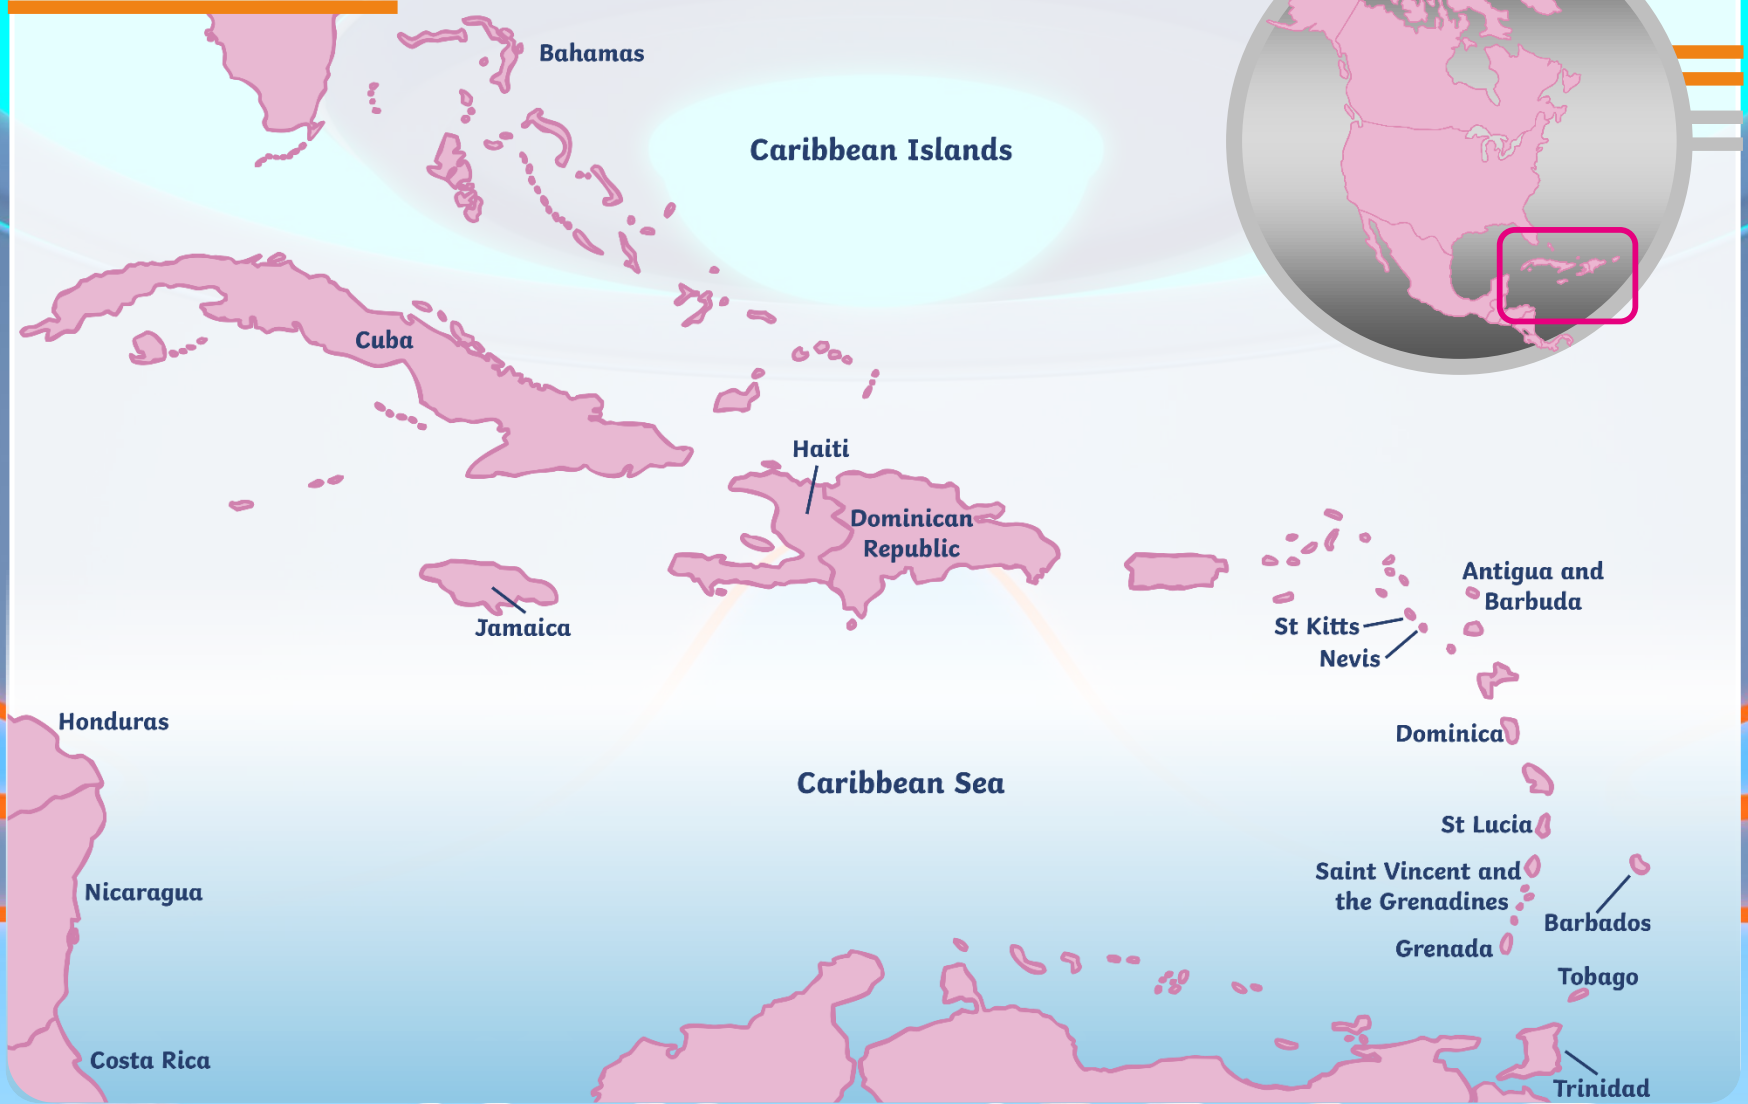 Bahamas
Caribbean Islands
Cuba
Haiti
Dominican
Republic
Jamaica
Antigua and
Barbuda
St Kitts
Nevis
Honduras
Dominica
Caribbean Sea
St Lucia
Saint Vincent and
the Grenadines
Nicaragua
Barbados
Grenada
Tobago
Costa Rica
Trinidad